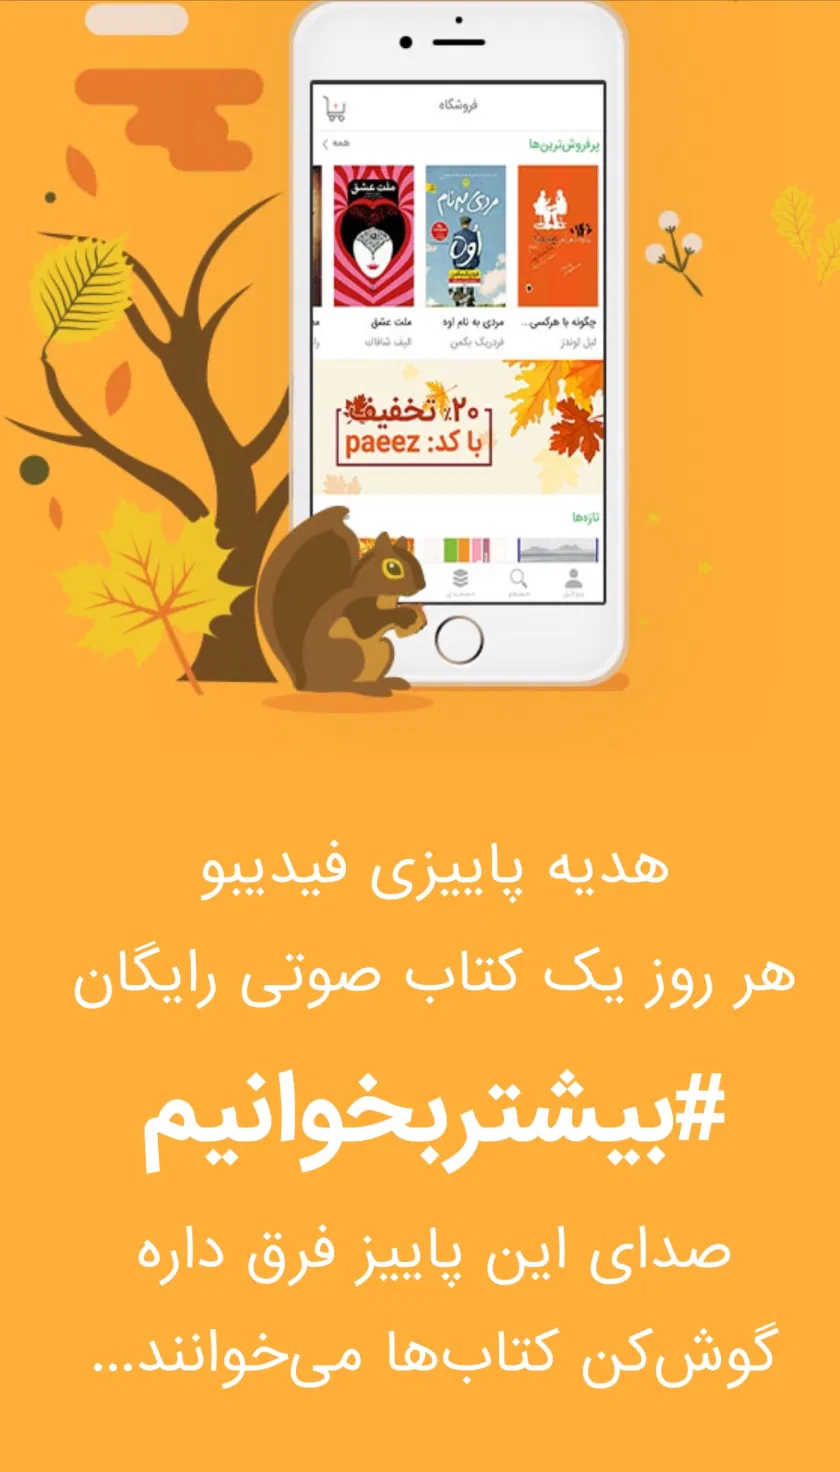 فروشگاه
پرفروش‌ترین‌ها
همه
ملت عشق
مردی به نام
اوه
چگونه با هرکسی...
مردی به نام اوه
ملت عشق
لیل لوندز
فردریک بکمن
الیف شافاک
۲۰٪ تخفیف
با کد: paeez
تازه‌ها
هدیه پاییزی فیدیبو
هر روز یک کتاب صوتی رایگان
#بیشتربخوانیم
صدای این پاییز فرق داره
گوش‌کن کتاب‌ها می‌خوانند...